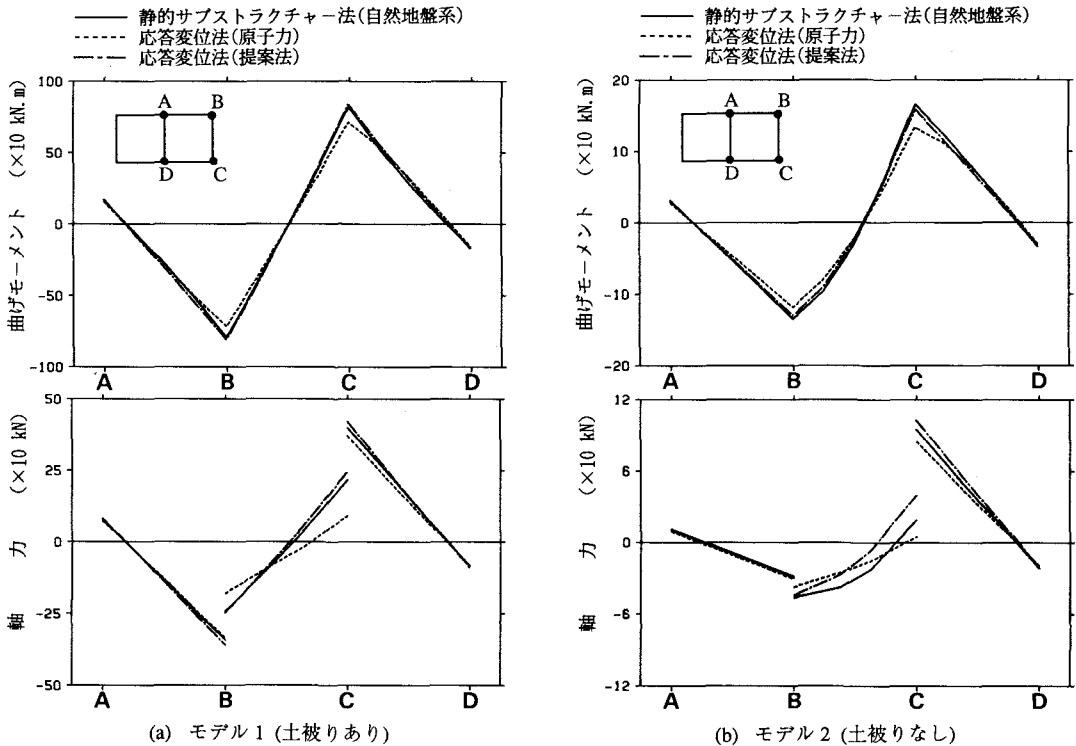 静的サブストラクチャー法(自然地盤系)
応答変位法(原子力)
応答変位法(提案法)
曲げモーメント (×10 kN.m)
100
50
0
-50
-100
A B
D C
A B C D
軸 力 (×10 kN)
50
25
0
-25
-50
A B C D
(a) モデル1 (土被りあり)
静的サブストラクチャー法(自然地盤系)
応答変位法(原子力)
応答変位法(提案法)
曲げモーメント (×10 kN.m)
20
10
0
-10
-20
A B
D C
A B C D
軸 力 (×10 kN)
12
6
0
-6
-12
A B C D
(b) モデル2 (土被りなし)